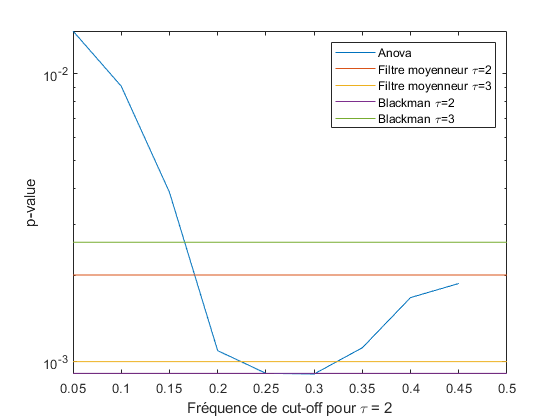 Anova
Filtre moyenneur τ=2
Filtre moyenneur τ=3
Blackman τ=2
Blackman τ=3
10^-2
10^-3
p-value
0.05 0.1 0.15 0.2 0.25 0.3 0.35 0.4 0.45 0.5
Fréquence de cut-off pour τ = 2